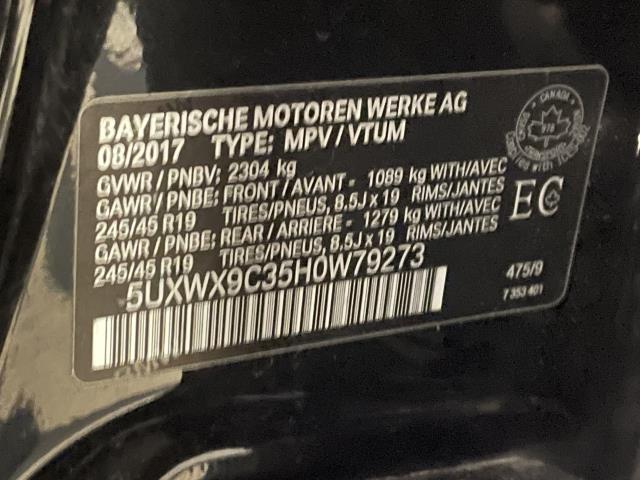 BAYERISCHE MOTOREN WERKE AG
08/2017 TYPE: MPV / VTUM
GVWR / PNBV: 2304 kg
GAWR / PNBE: FRONT / AVANT - 1089 kg WITH/AVEC
245/45 R19 TIRES/PNEUS, 8.5J x 19 RIMS/JANTES
GAWR / PNBE: REAR / ARRIERE - 1279 kg WITH/AVEC
245/45 R19 TIRES/PNEUS, 8.5J x 19 RIMS/JANTES
5UXWX9C35H0W79273
CANADA
EC
475/9
7 353 401